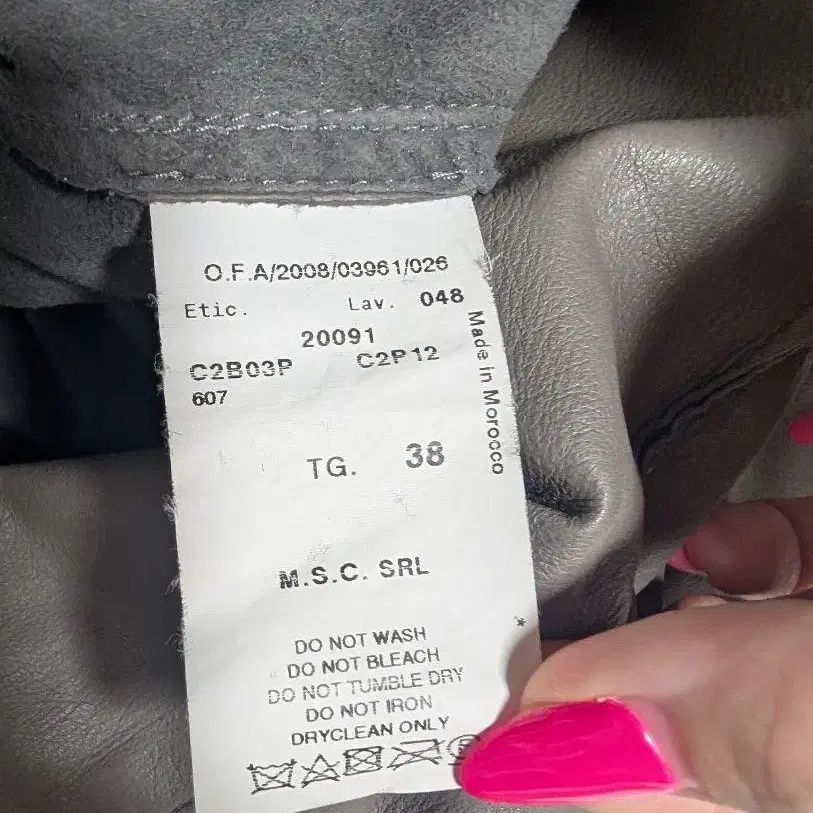 O.F.A/2008/03961/026
Etic. Lav. 048
20091
C2B03P C2P12
607
Made in Morocco
TG. 38
M.S.C. SRL
DO NOT WASH
DO NOT BLEACH
DO NOT TUMBLE DRY
DO NOT IRON
DRYCLEAN ONLY